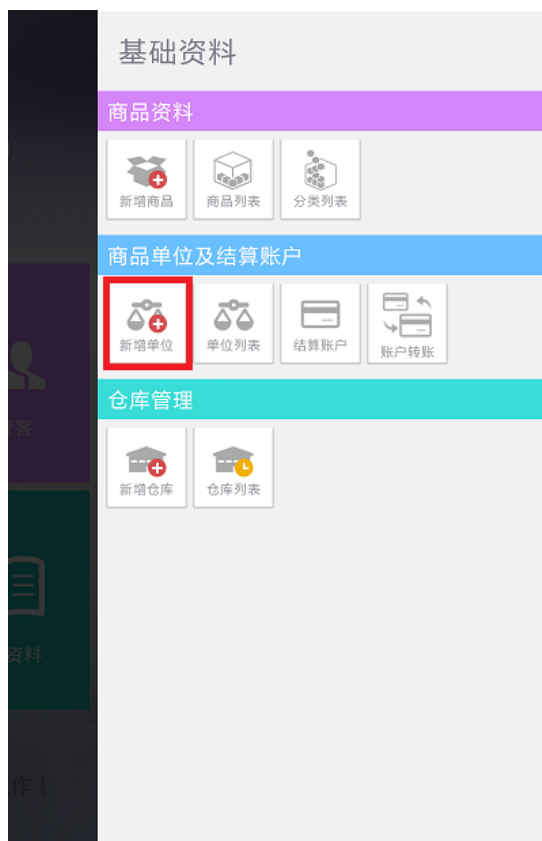 基础资料
商品资料
新增商品
商品列表
分类列表
商品单位及结算账户
新增单位
单位列表
结算账户
账户转账
仓库管理
新增仓库
仓库列表
客
资料
作！